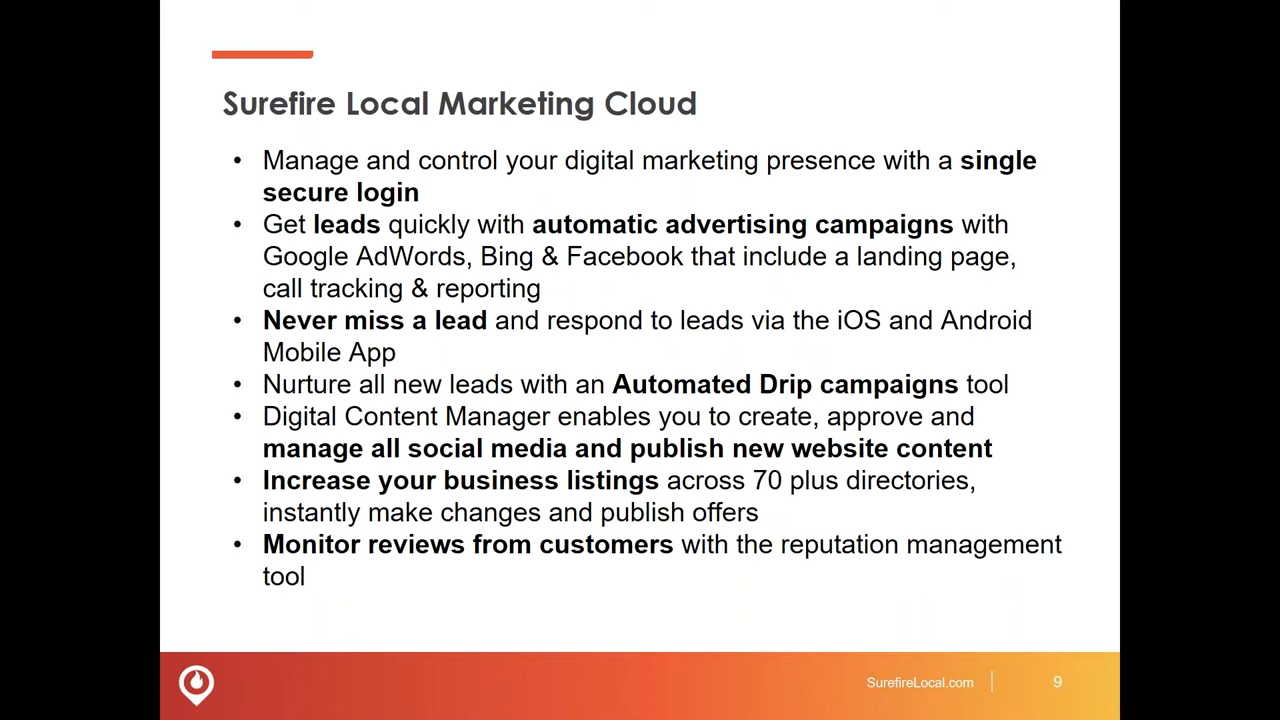 Surefire Local Marketing Cloud
• Manage and control your digital marketing presence with a single
secure login
• Get leads quickly with automatic advertising campaigns with
Google AdWords, Bing & Facebook that include a landing page,
call tracking & reporting
• Never miss a lead and respond to leads via the iOS and Android
Mobile App
• Nurture all new leads with an Automated Drip campaigns tool
• Digital Content Manager enables you to create, approve and
manage all social media and publish new website content
• Increase your business listings across 70 plus directories,
instantly make changes and publish offers
• Monitor reviews from customers with the reputation management
tool
SurefireLocal.com
9